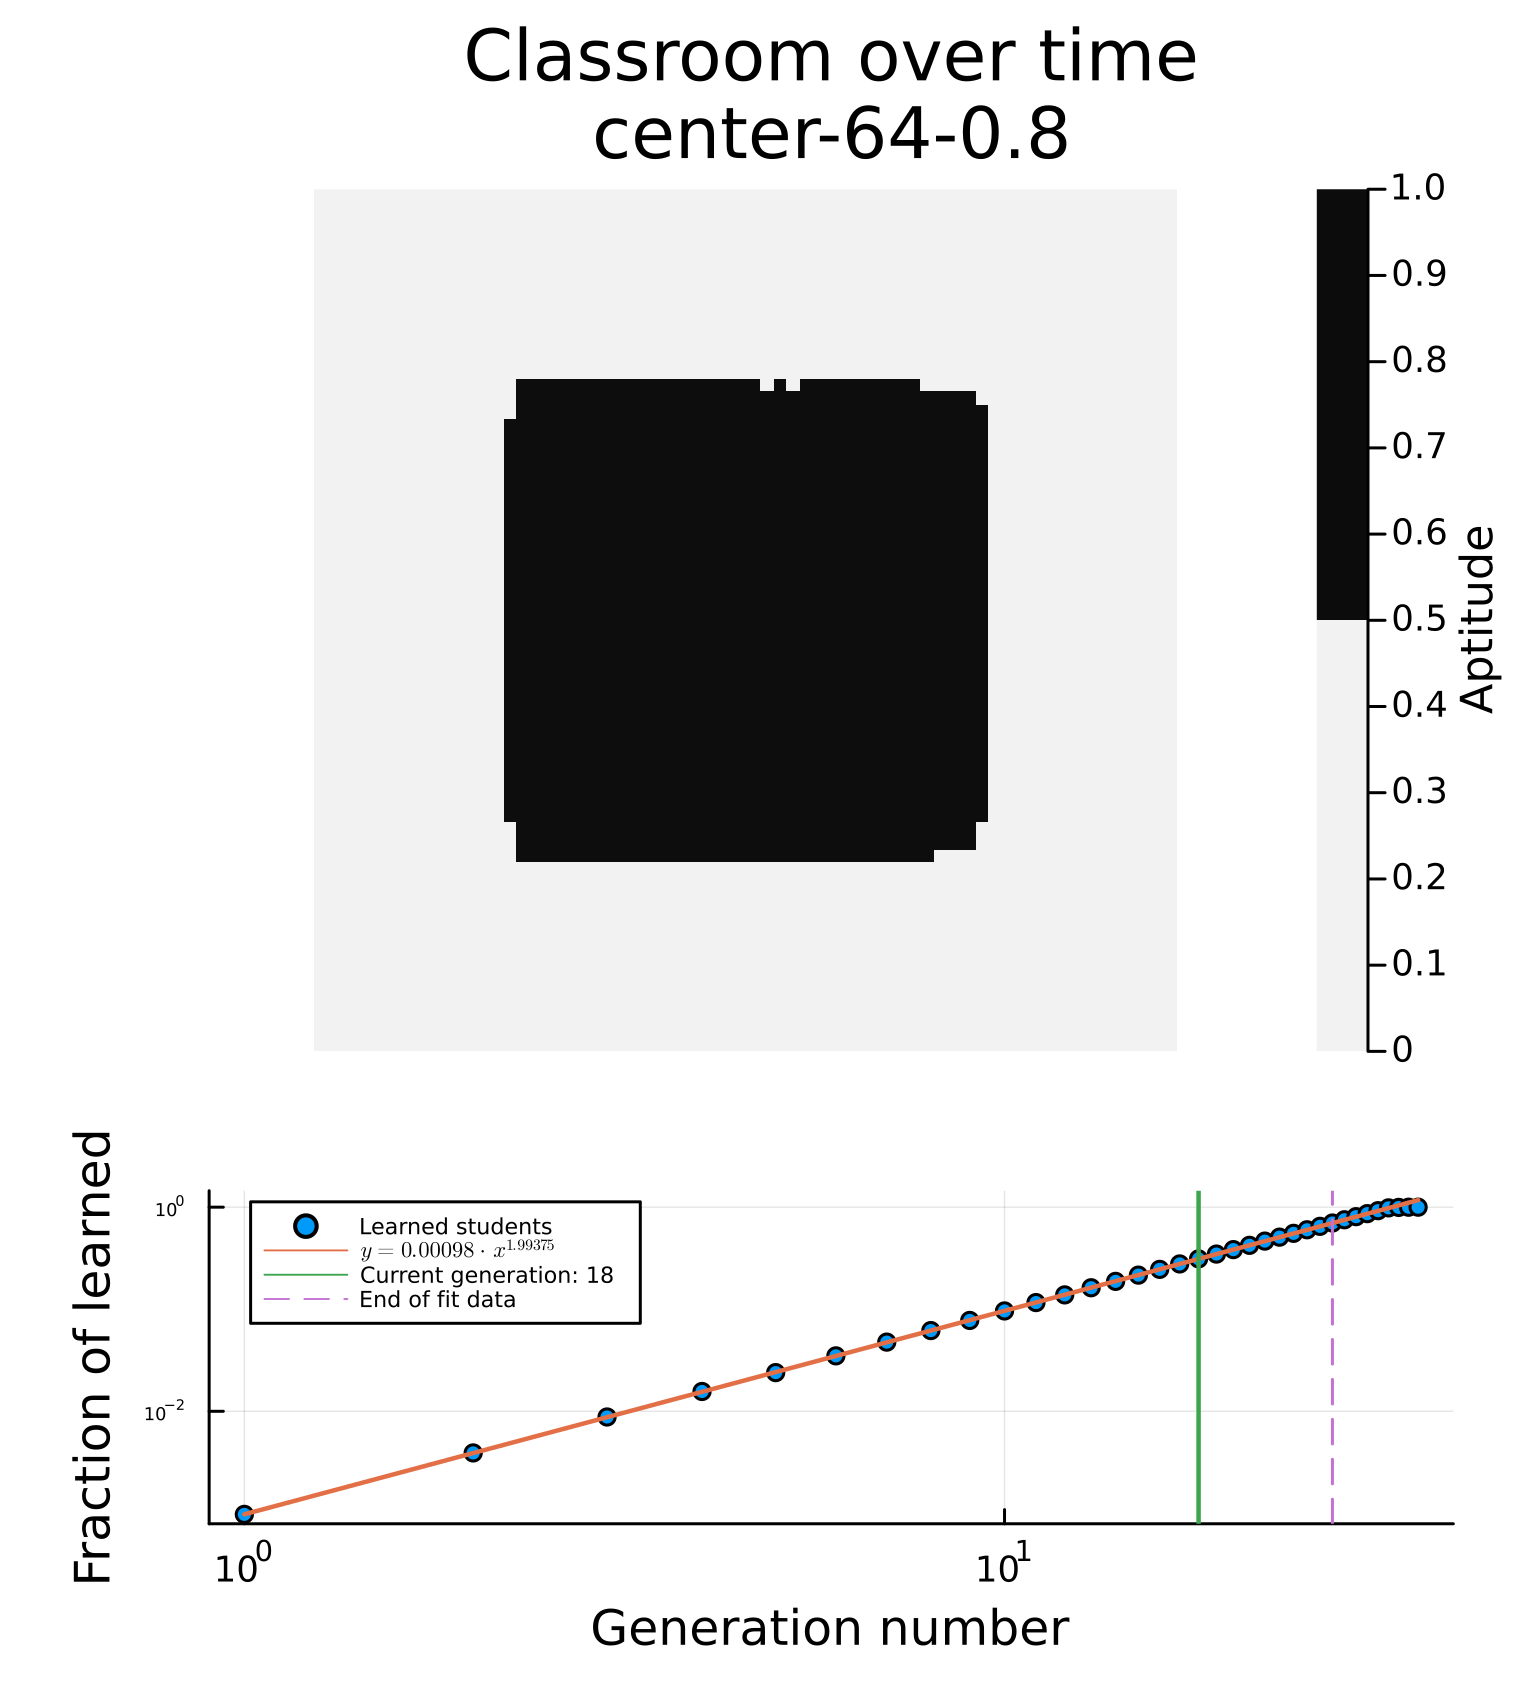 Classroom over time
center-64-0.8
1.0
0.9
0.8
0.7
0.6
0.5
0.4
0.3
0.2
0.1
0
Aptitude
Fraction of learned
10⁰
10⁻²
Learned students
y = 0.00098 · x^1.99375
Current generation: 18
End of fit data
10⁰
10¹
Generation number